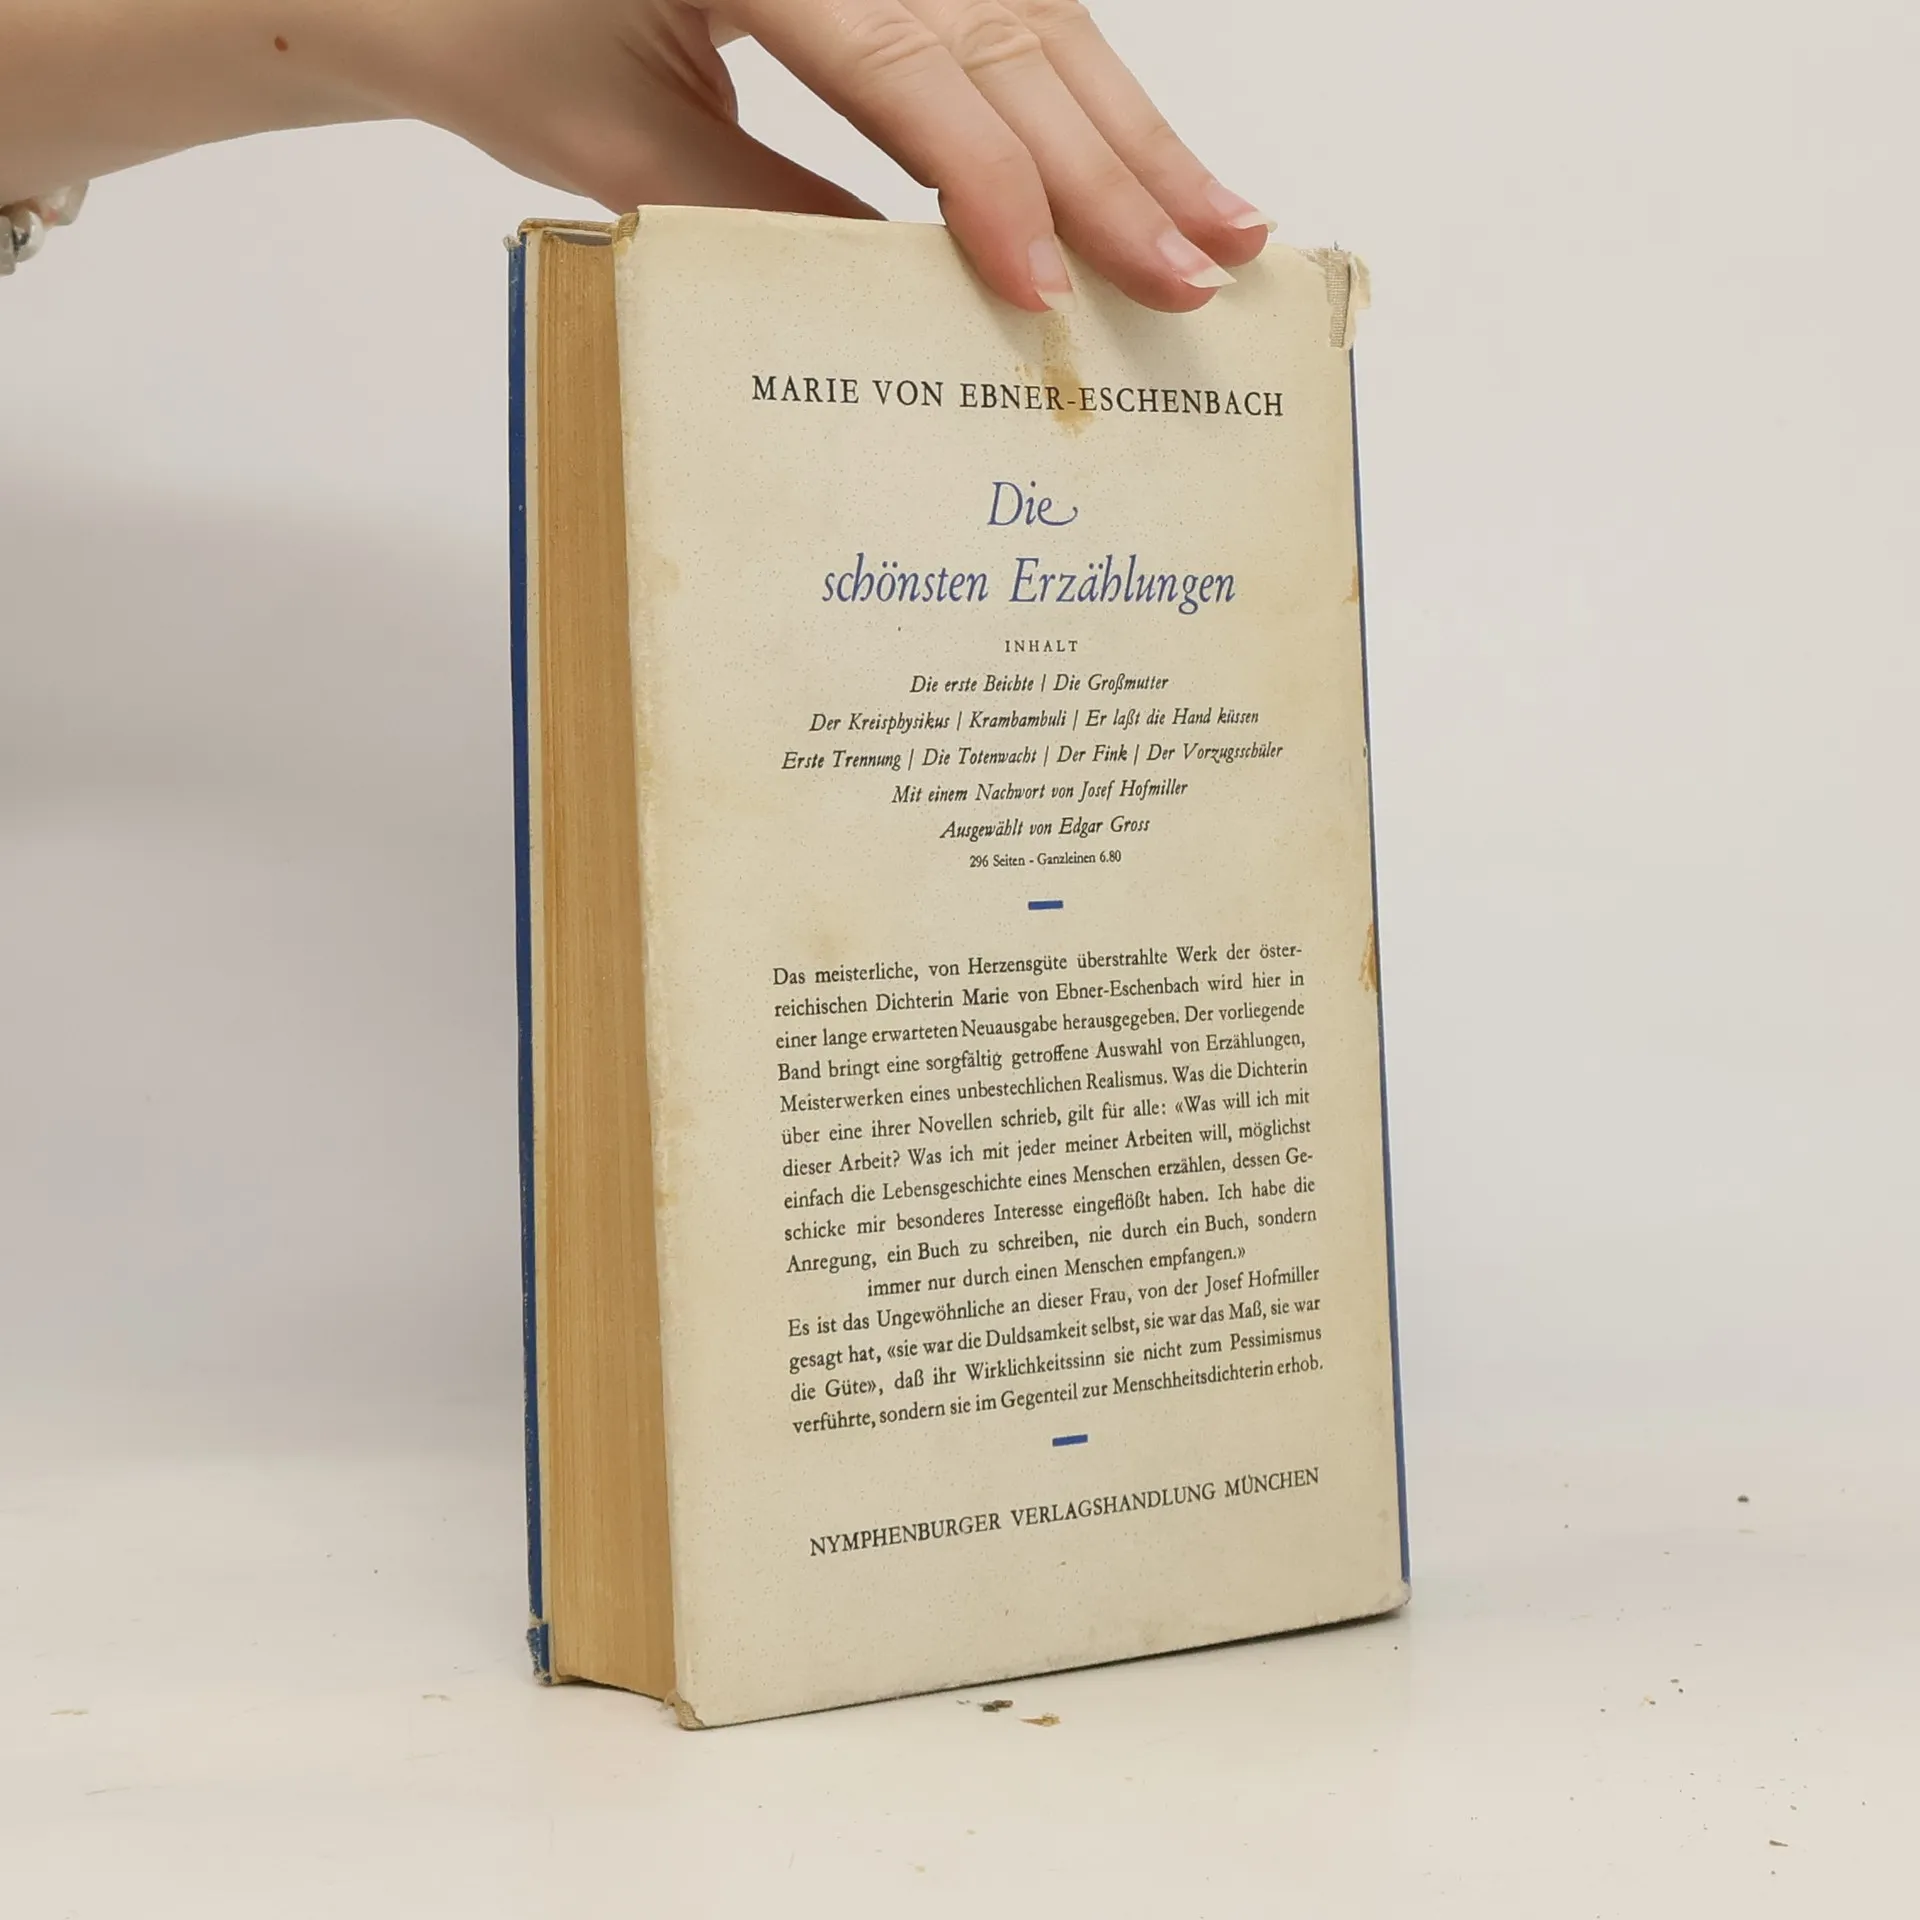 MARIE VON EBNER-ESCHENBACH
Die
schönsten Erzählungen
INHALT
Die erste Beichte | Die Großmutter
Der Kreisphysikus | Krambambuli | Er laßt die Hand küssen
Erste Trennung | Die Totenwacht | Der Fink | Der Vorzugsschüler
Mit einem Nachwort von Josef Hofmiller
Ausgewählt von Edgar Gross
296 Seiten - Ganzleinen 6.80
Das meisterliche, von Herzensgüte überstrahlte Werk der öster-
reichischen Dichterin Marie von Ebner-Eschenbach wird hier in
einer lange erwarteten Neuausgabe herausgegeben. Der vorliegende
Band bringt eine sorgfältig getroffene Auswahl von Erzählungen,
Meisterwerken eines unbestechlichen Realismus. Was die Dichterin
über eine ihrer Novellen schrieb, gilt für alle: «Was will ich mit
dieser Arbeit? Was ich mit jeder meiner Arbeiten will, möglichst
einfach die Lebensgeschichte eines Menschen erzählen, dessen Ge-
schicke mir besonderes Interesse eingeflößt haben. Ich habe die
Anregung, ein Buch zu schreiben, nie durch ein Buch, sondern
immer nur durch einen Menschen empfangen.»
Es ist das Ungewöhnliche an dieser Frau, von der Josef Hofmiller
gesagt hat, «sie war die Duldsamkeit selbst, sie war das Maß, sie war
die Güte», daß ihr Wirklichkeitssinn sie nicht zum Pessimismus
verführte, sondern sie im Gegenteil zur Menschheitsdichterin erhob.
NYMPHENBURGER VERLAGSHANDLUNG MÜNCHEN